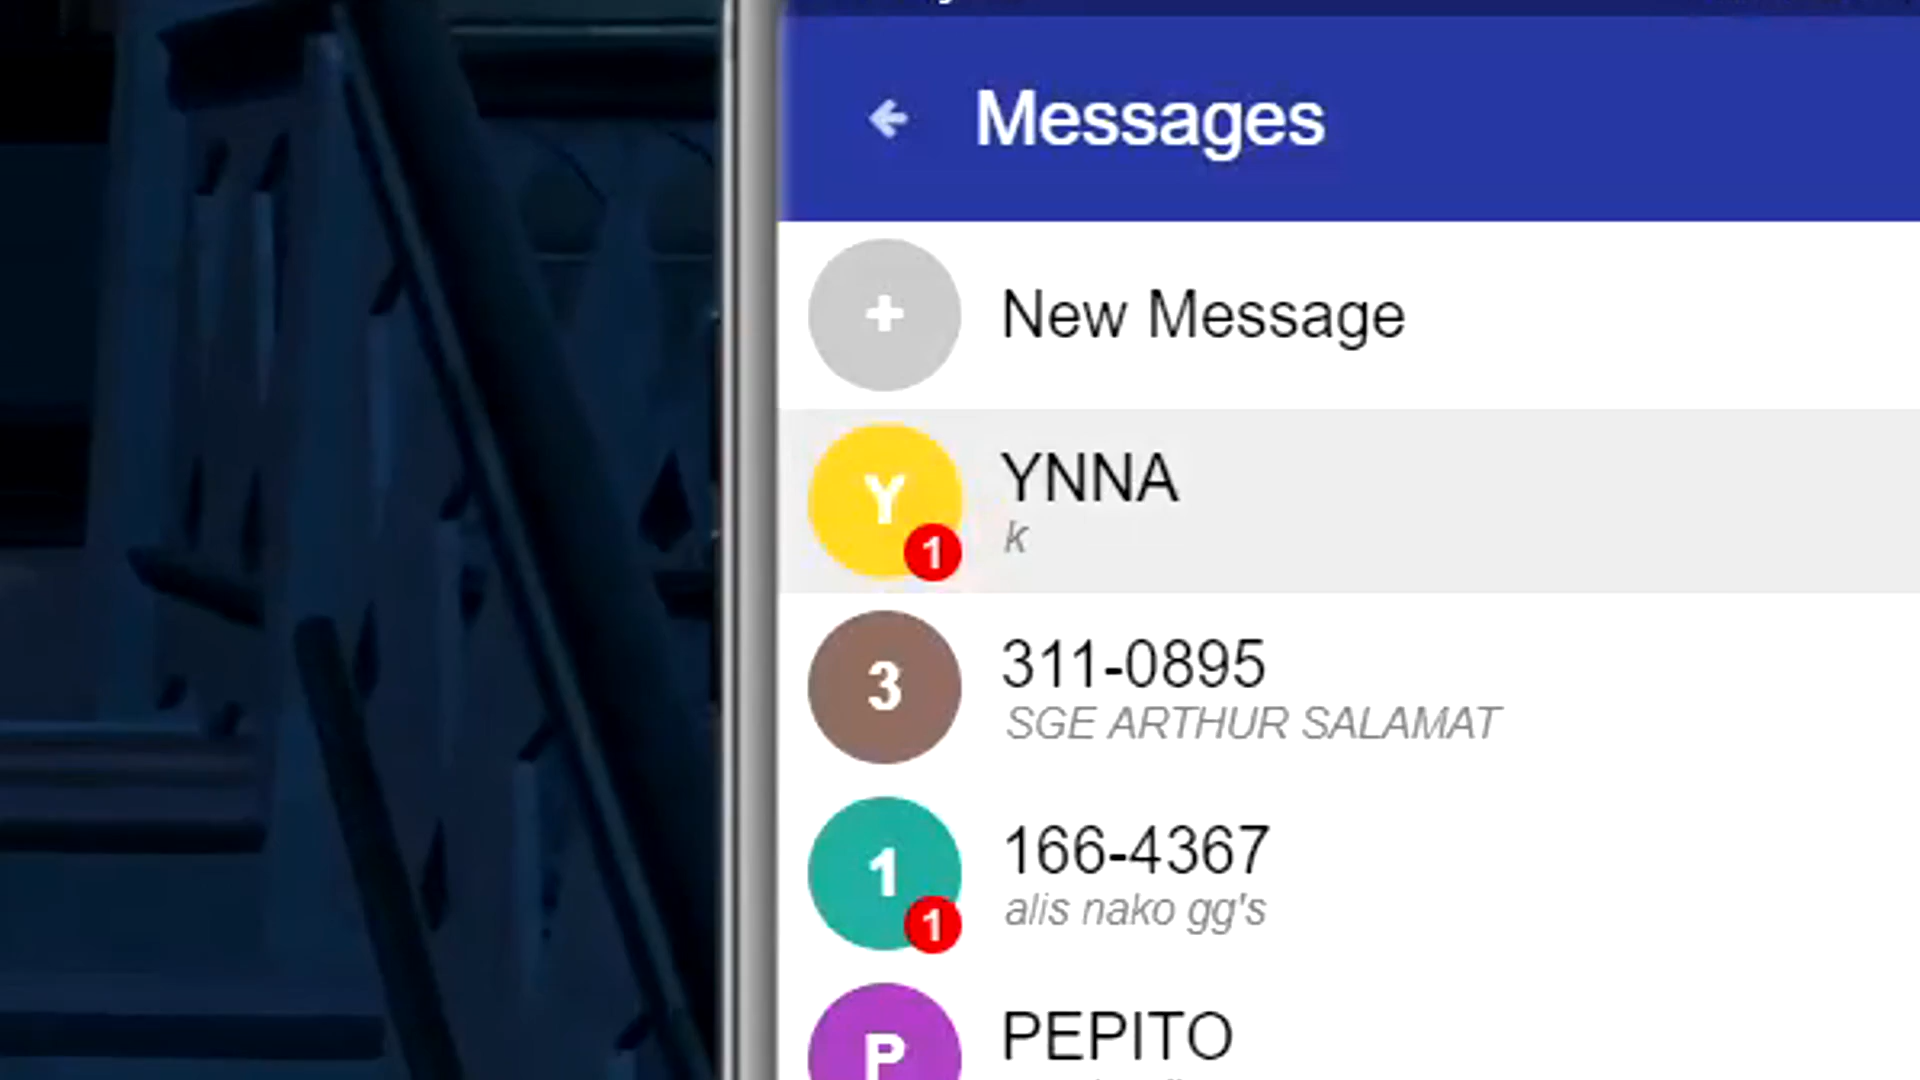 Messages
+
New Message
Y
1
YNNA
k
3
311-0895
SGE ARTHUR SALAMAT
1
1
166-4367
alis nako gg's
P
PEPITO